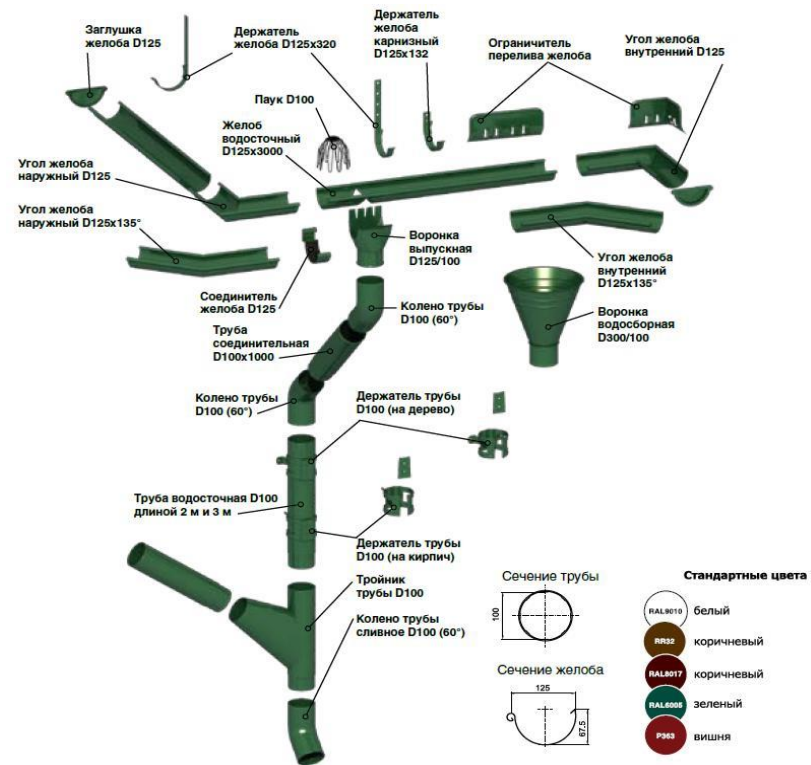 Заглушка
желоба D125
Держатель
желоба D125x320
Держатель
желоба
карнизный
D125x132
Ограничитель
перелива желоба
Угол желоба
внутренний D125
Паук D100
Желоб
водосточный
D125x3000
Угол желоба
наружный D125
Угол желоба
наружный D125x135°
Воронка
выпускная
D125/100
Угол желоба
внутренний
D125x135°
Соединитель
желоба D125
Колено трубы
D100 (60°)
Воронка
водосборная
D300/100
Труба
соединительная
D100x1000
Колено трубы
D100 (60°)
Держатель трубы
D100 (на дерево)
Труба водосточная D100
длиной 2 м и 3 м
Держатель трубы
D100 (на кирпич)
Тройник
трубы D100
Колено трубы
сливное D100 (60°)
Сечение трубы
100
Сечение желоба
125
67.5
Стандартные цвета
RAL9010 белый
RR32 коричневый
RAL8017 коричневый
RAL6005 зеленый
P363 вишня